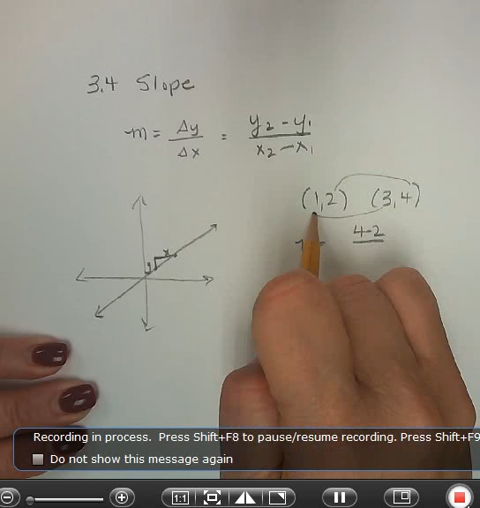 3.4 Slope
m = Δy/Δx = y₂-y₁/x₂-x₁
(1,2) (3,4)
4-2
y x
Recording in process. Press Shift+F8 to pause/resume recording. Press Shift+F9
Do not show this message again
1:1